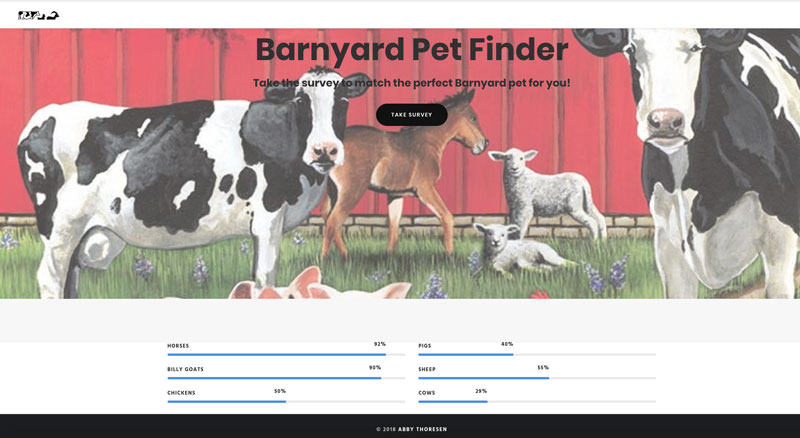 Barnyard Pet Finder
Take the survey to match the perfect Barnyard pet for you!
TAKE SURVEY
HORSES 92%
PIGS 40%
BILLY GOATS 90%
SHEEP 55%
CHICKENS 50%
COWS 29%
© 2018 ABBY THORESEN